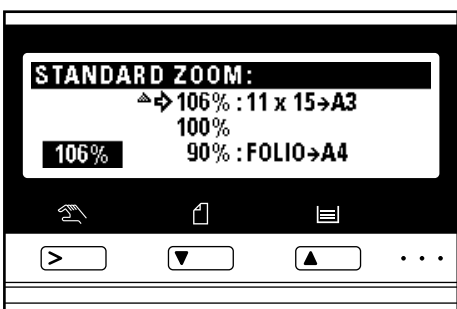 STANDARD ZOOM:
106% : 11 x 15→A3
100%
106% 90% : FOLIO→A4